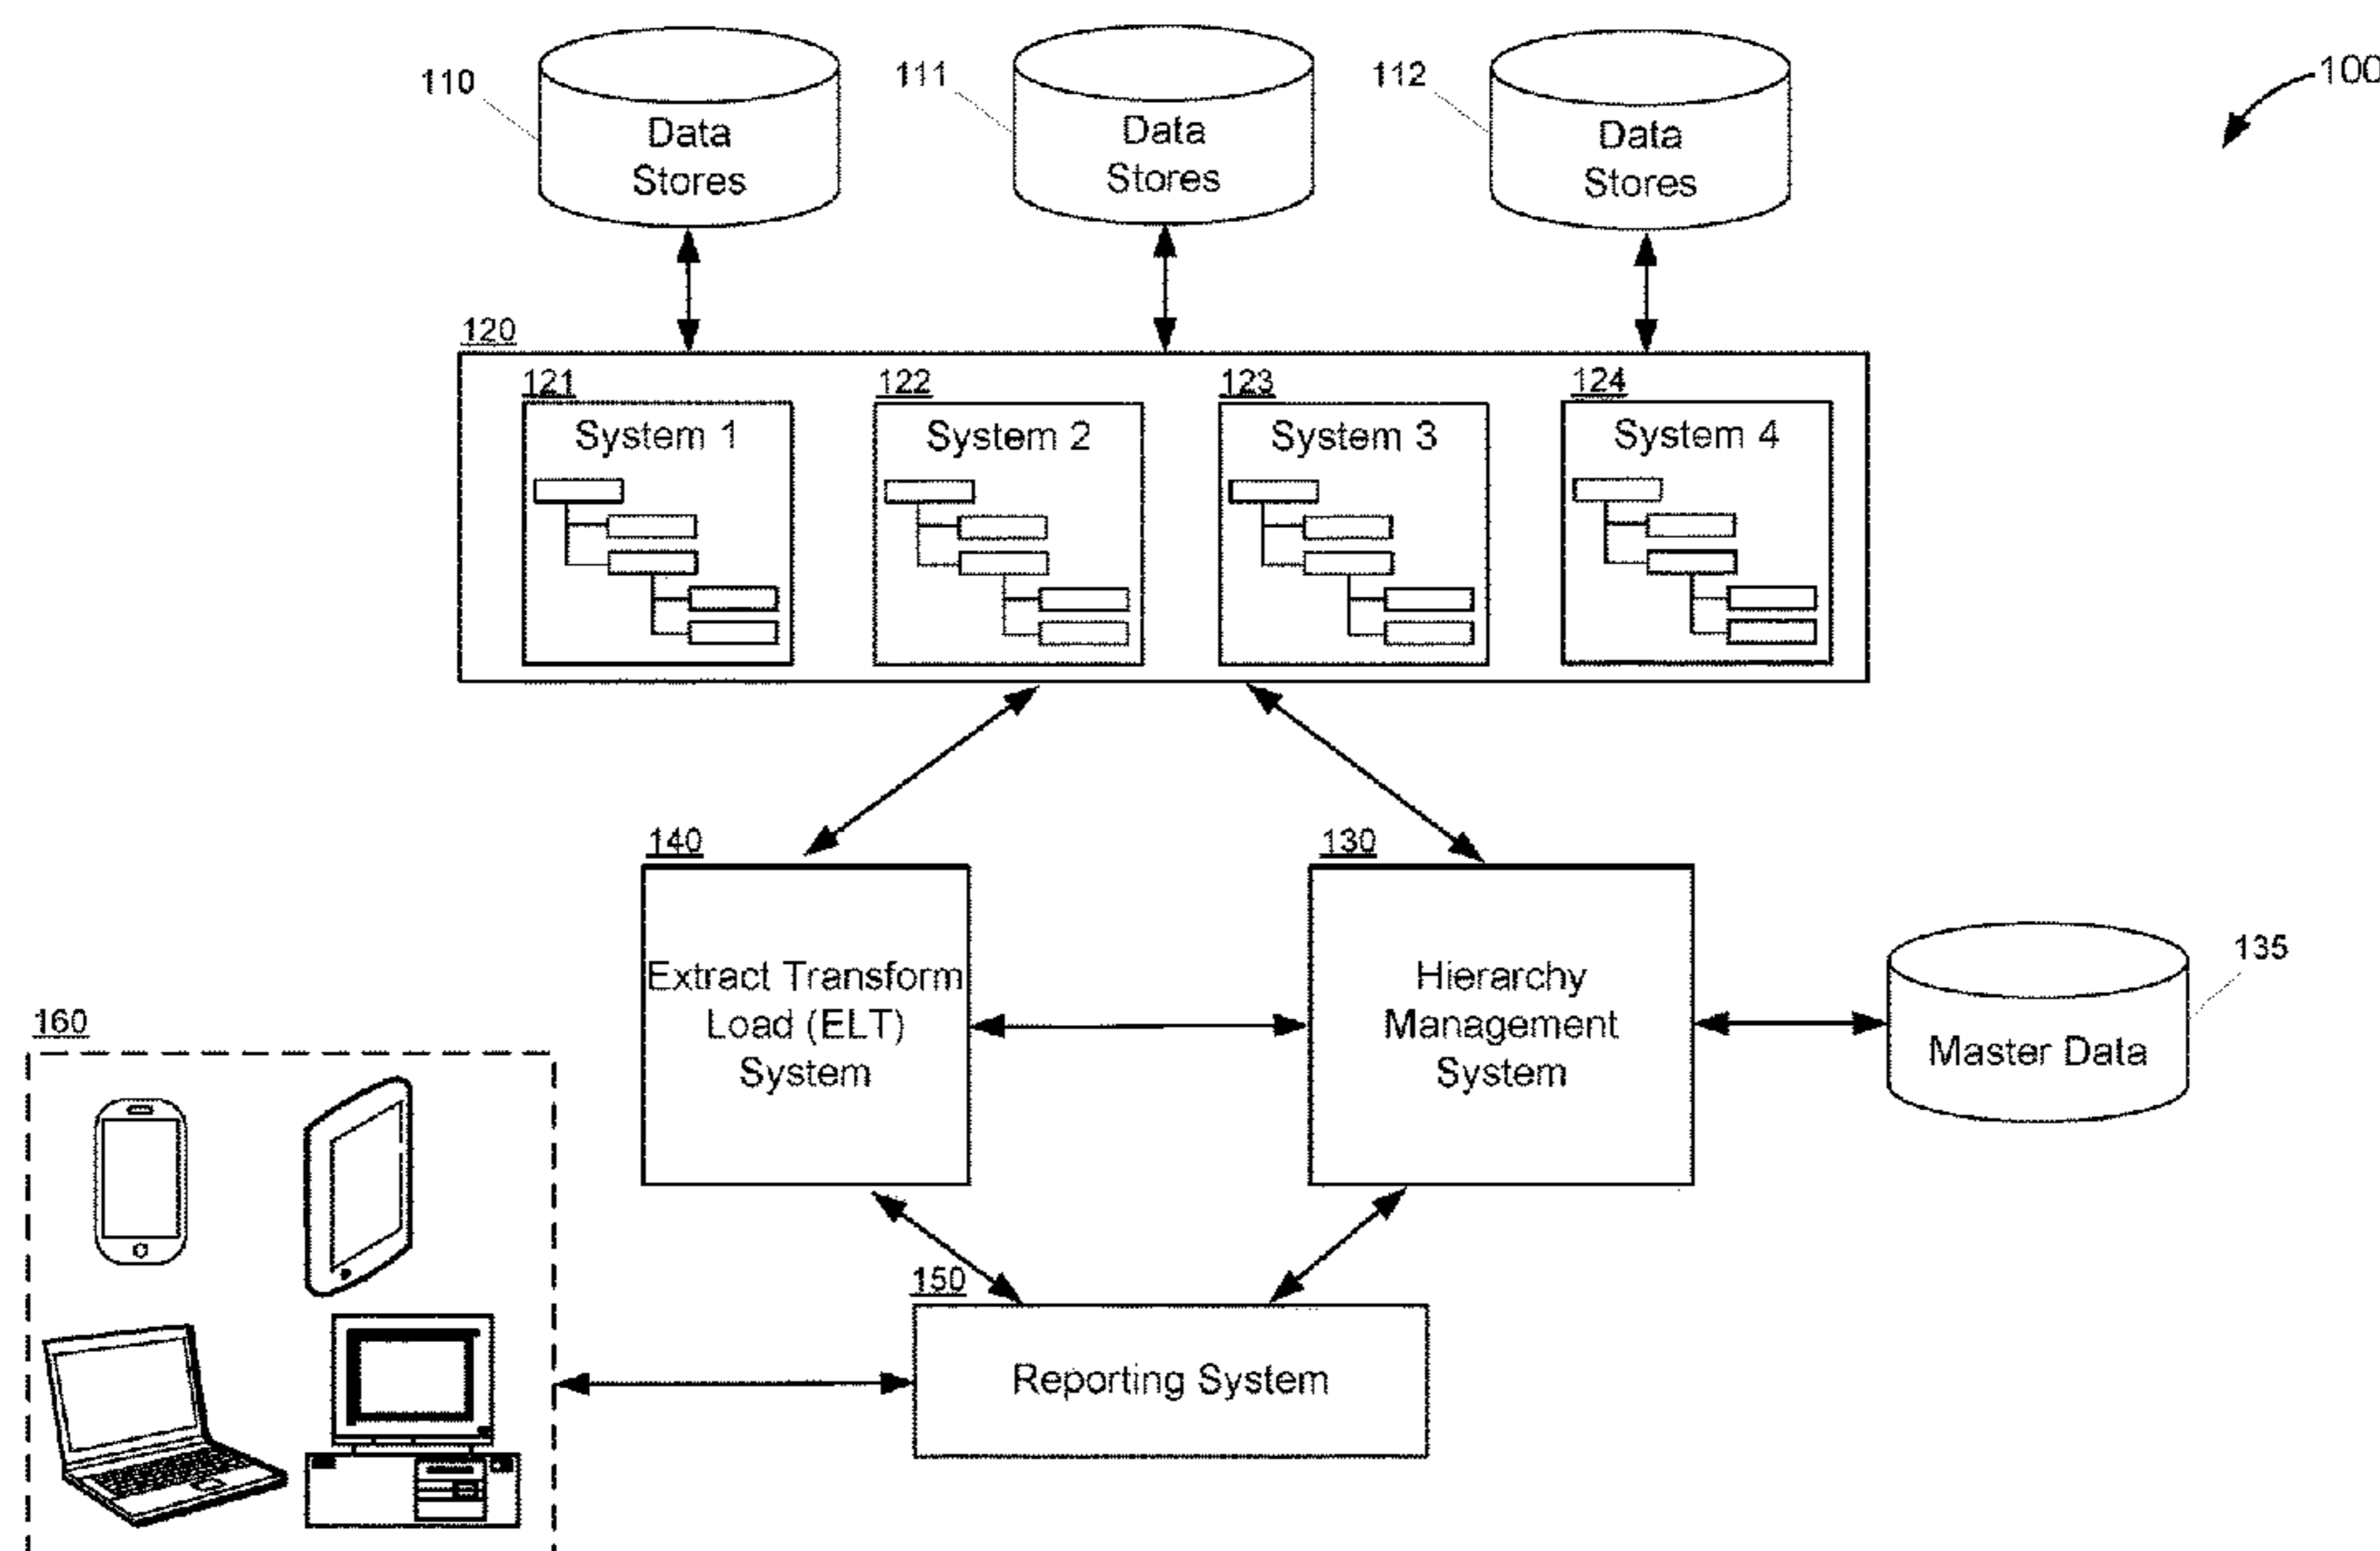 100
110
Data
Stores
111
Data
Stores
112
Data
Stores
120
121
System 1
122
System 2
123
System 3
124
System 4
140
Extract Transform
Load (ELT)
System
130
Hierarchy
Management
System
135
Master Data
160
150
Reporting System